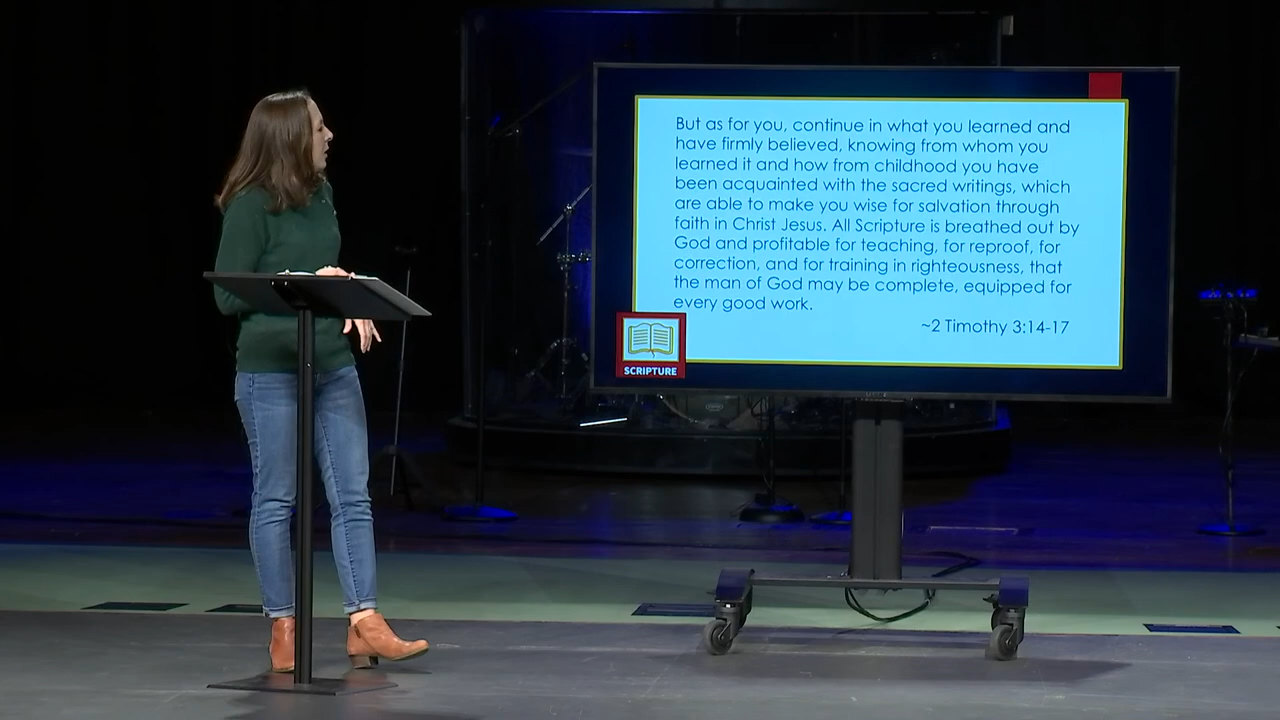 But as for you, continue in what you learned and
have firmly believed, knowing from whom you
learned it and how from childhood you have
been acquainted with the sacred writings, which
are able to make you wise for salvation through
faith in Christ Jesus. All Scripture is breathed out by
God and profitable for teaching, for reproof, for
correction, and for training in righteousness, that
the man of God may be complete, equipped for
every good work.
~2 Timothy 3:14-17
SCRIPTURE